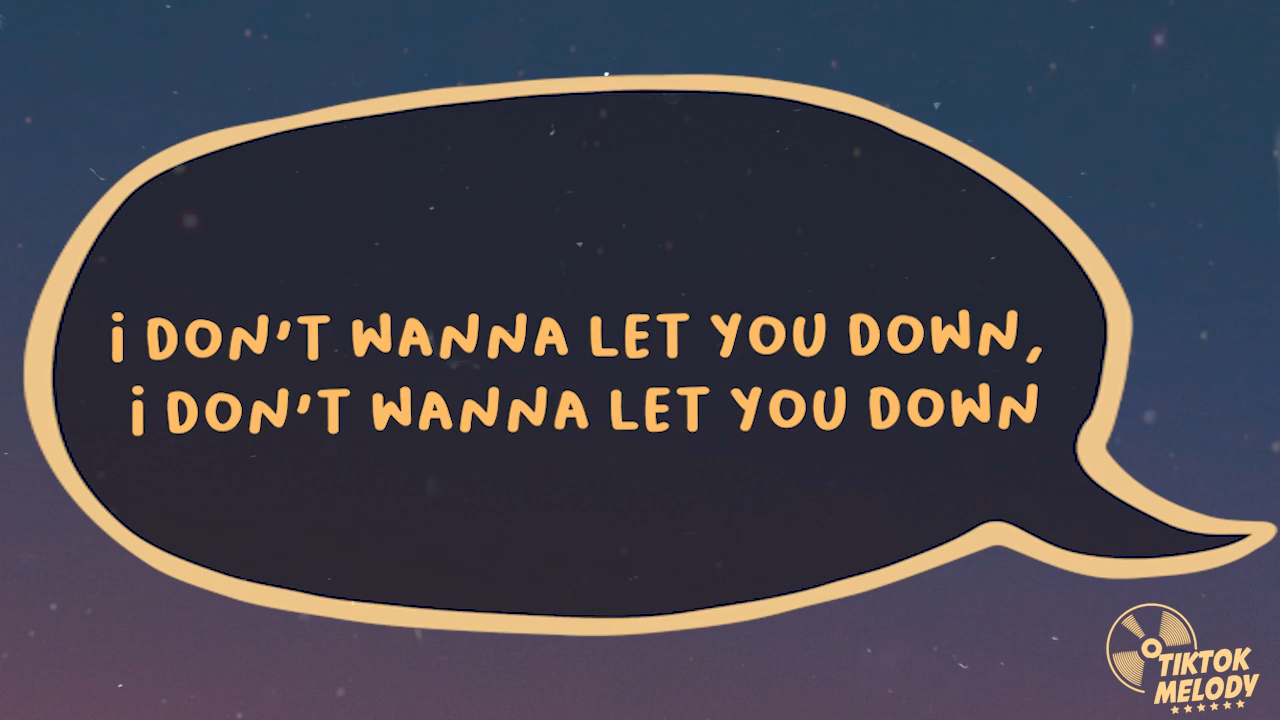 i DON'T WANNA LET YOU DOWN,
i DON'T WANNA LET YOU DOWN
TIKTOK
MELODY